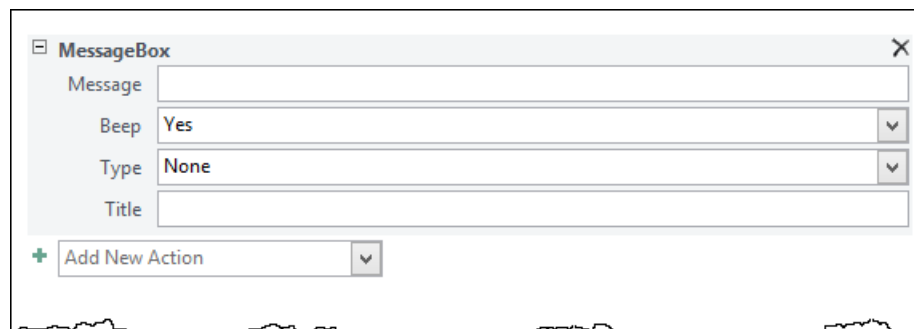 MessageBox
Message
Beep Yes
Type None
Title
Add New Action